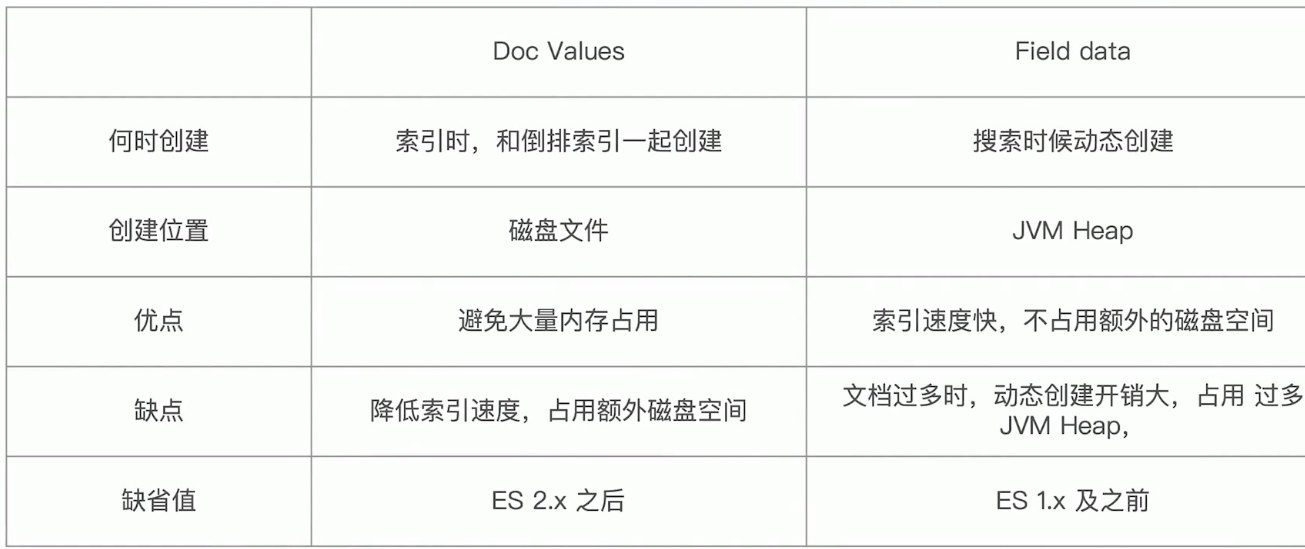 Doc Values
Field data
何时创建
索引时，和倒排索引一起创建
搜索时候动态创建
创建位置
磁盘文件
JVM Heap
优点
避免大量内存占用
索引速度快，不占用额外的磁盘空间
缺点
降低索引速度，占用额外磁盘空间
文档过多时，动态创建开销大，占用 过多
JVM Heap，
缺省值
ES 2.x 之后
ES 1.x 及之前